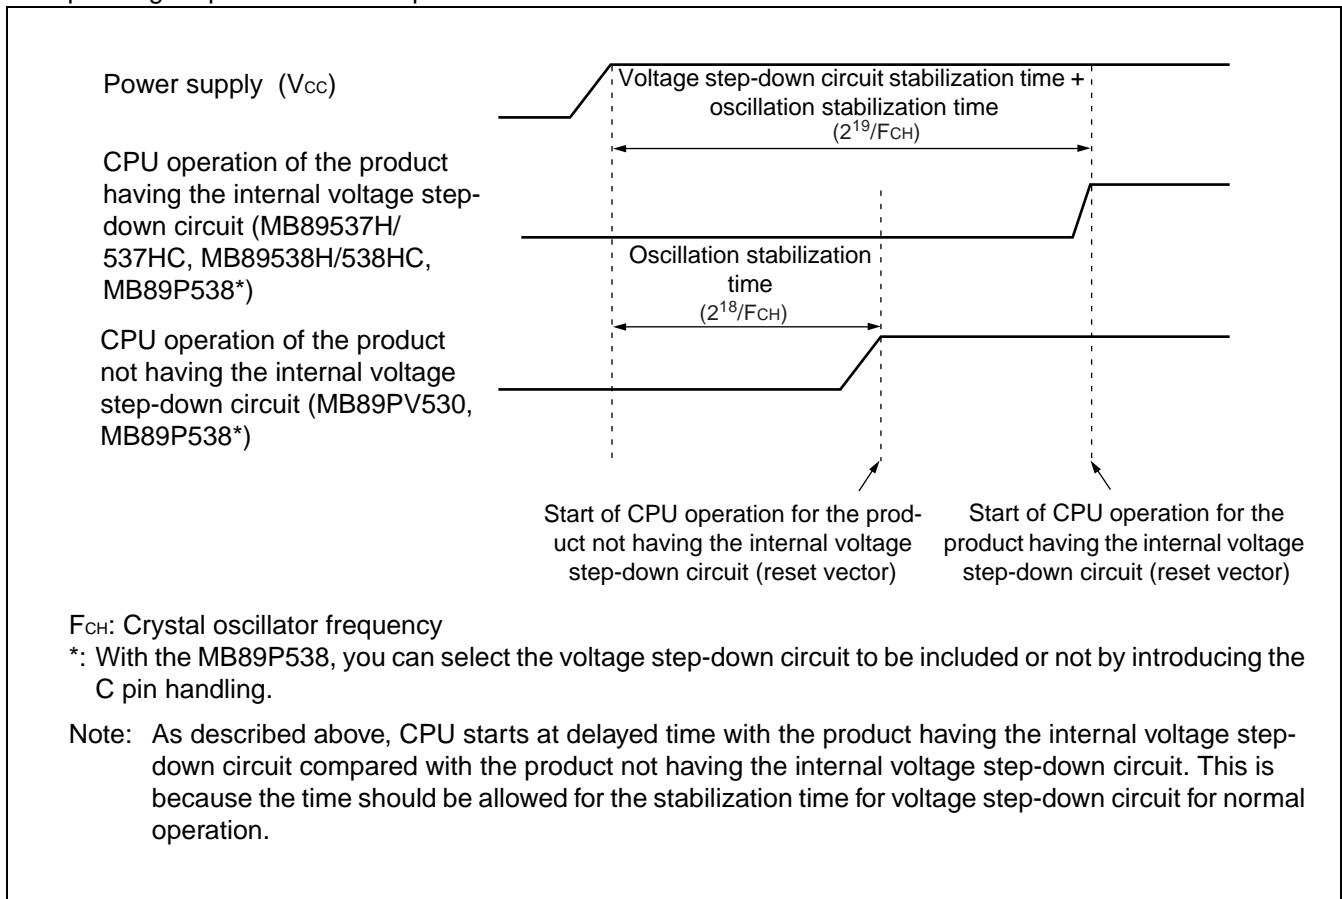 Power supply (VCC)
Voltage step-down circuit stabilization time +
oscillation stabilization time
(2^19/FCH)
CPU operation of the product
having the internal voltage step-
down circuit (MB89537H/
537HC, MB89538H/538HC,
MB89P538*)
Oscillation stabilization
time
(2^18/FCH)
CPU operation of the product
not having the internal voltage
step-down circuit (MB89PV530,
MB89P538*)
Start of CPU operation for the prod-
uct not having the internal voltage
step-down circuit (reset vector)
Start of CPU operation for the
product having the internal voltage
step-down circuit (reset vector)
FCH: Crystal oscillator frequency
*: With the MB89P538, you can select the voltage step-down circuit to be included or not by introducing the
C pin handling.
Note: As described above, CPU starts at delayed time with the product having the internal voltage step-
down circuit compared with the product not having the internal voltage step-down circuit. This is
because the time should be allowed for the stabilization time for voltage step-down circuit for normal
operation.